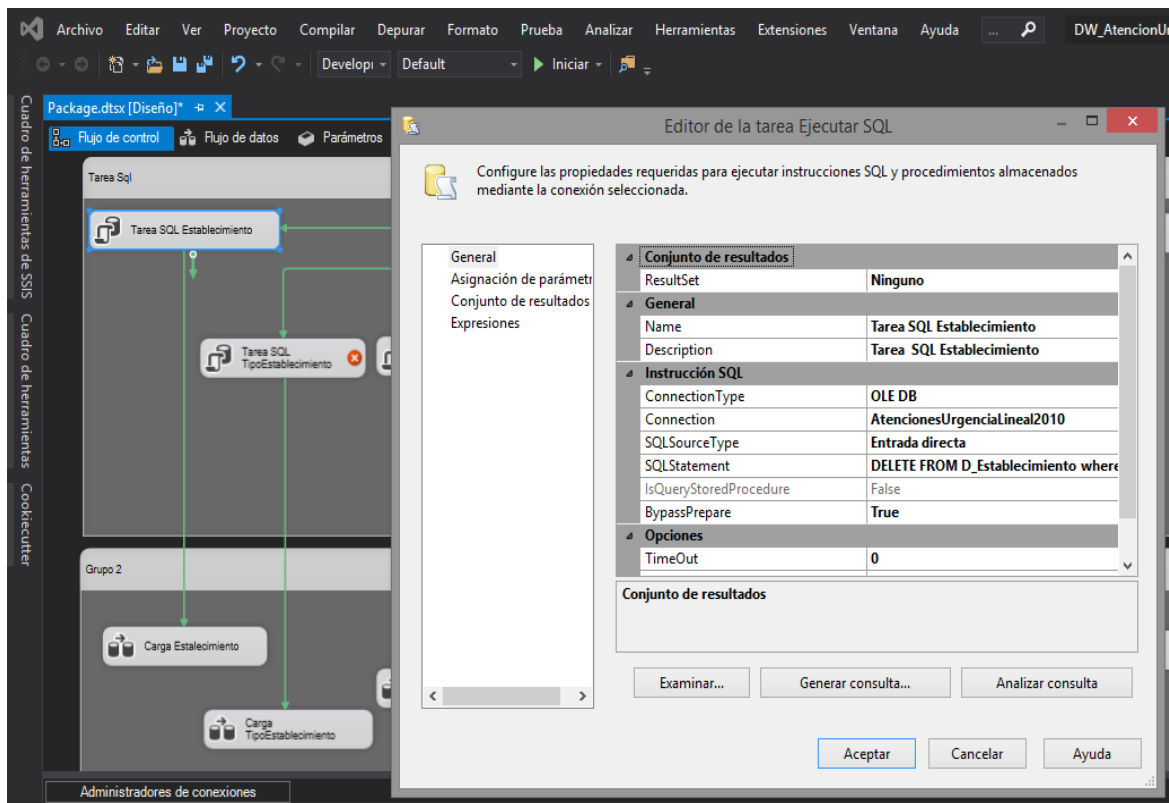 Archivo Editar Ver Proyecto Compilar Depurar Formato Prueba Analizar Herramientas Extensiones Ventana Ayuda ... DW_AtencionU
Develop Default Iniciar
Cuadro de herramientas de SSIS
Cuadro de herramientas
Cookiecutter
Package.dtsx [Diseño]*
Flujo de control Flujo de datos Parámetros
Tarea Sql
Tarea SQL Establecimiento
Tarea SQL
TipoEstablecimiento
Grupo 2
Carga Estalecimiento
Carga
TipoEstablecimiento
Administradores de conexiones
Editor de la tarea Ejecutar SQL
Configure las propiedades requeridas para ejecutar instrucciones SQL y procedimientos almacenados
mediante la conexión seleccionada.
General
Asignación de parámetr
Conjunto de resultados
Expresiones
Conjunto de resultados
ResultSet Ninguno
General
Name Tarea SQL Establecimiento
Description Tarea SQL Establecimiento
Instrucción SQL
ConnectionType OLE DB
Connection AtencionesUrgenciaLineal2010
SQLSourceType Entrada directa
SQLStatement DELETE FROM D_Establecimiento where
IsQueryStoredProcedure False
BypassPrepare True
Opciones
TimeOut 0
Conjunto de resultados
Examinar... Generar consulta... Analizar consulta
Aceptar Cancelar Ayuda